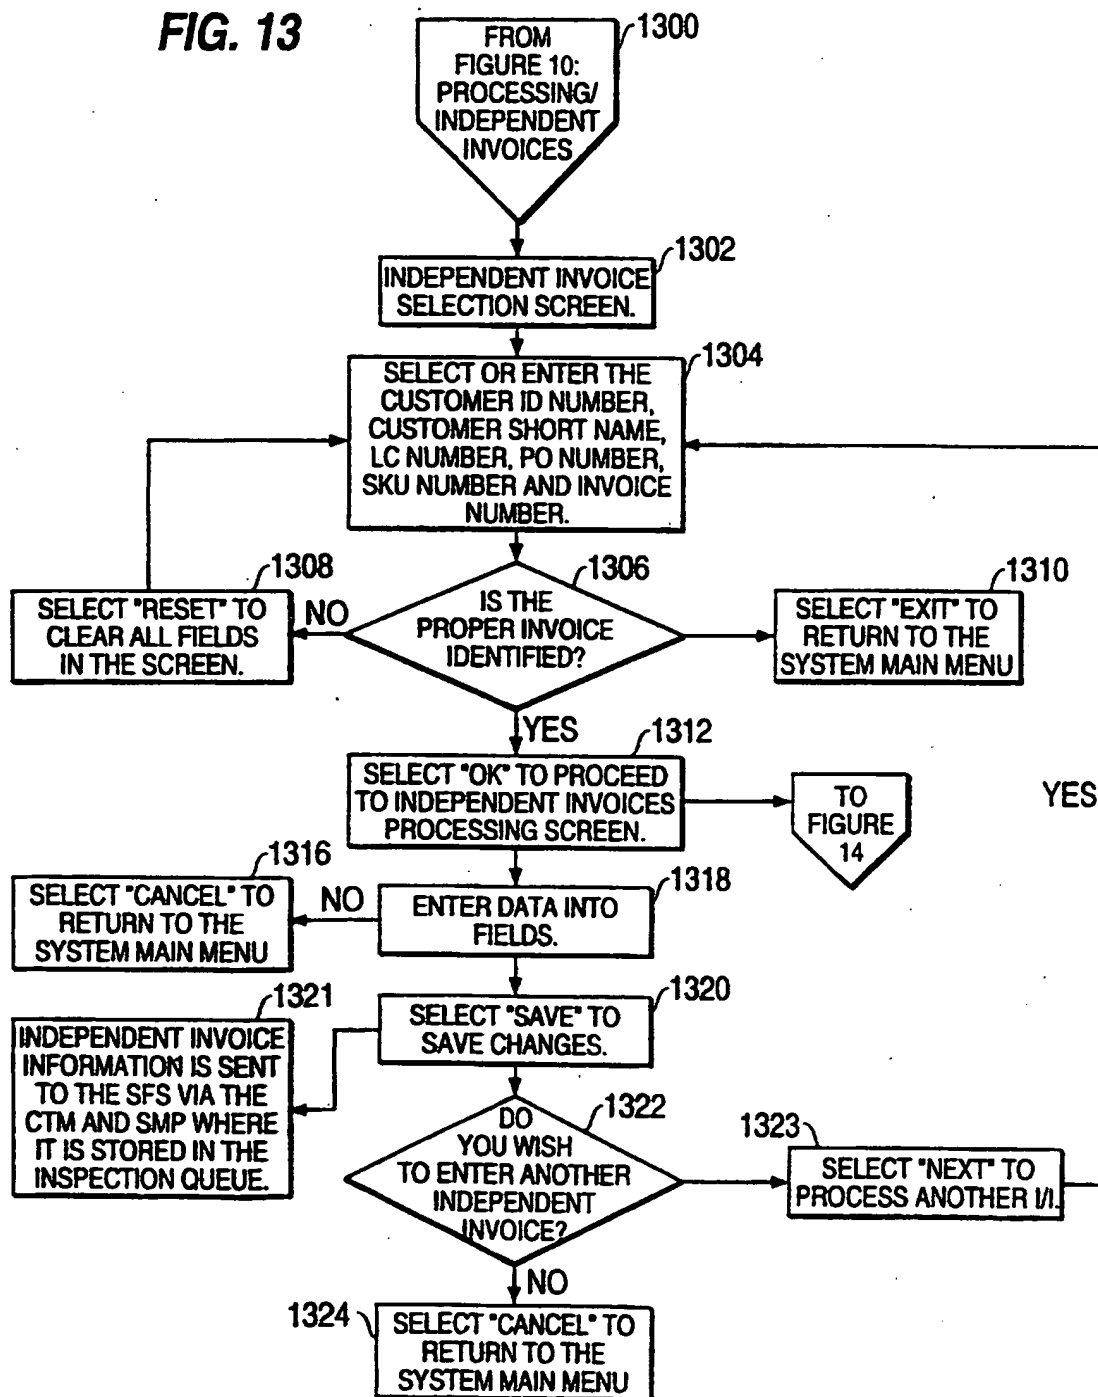 FIG. 13
1300
FROM
FIGURE 10:
PROCESSING/
INDEPENDENT
INVOICES
1302
INDEPENDENT INVOICE
SELECTION SCREEN.
1304
SELECT OR ENTER THE
CUSTOMER ID NUMBER,
CUSTOMER SHORT NAME,
LC NUMBER, PO NUMBER,
SKU NUMBER AND INVOICE
NUMBER.
1308
SELECT "RESET" TO
CLEAR ALL FIELDS
IN THE SCREEN.
NO
1306
IS THE
PROPER INVOICE
IDENTIFIED?
1310
SELECT "EXIT" TO
RETURN TO THE
SYSTEM MAIN MENU
YES
1312
SELECT "OK" TO PROCEED
TO INDEPENDENT INVOICES
PROCESSING SCREEN.
TO
FIGURE
14
YES
1316
SELECT "CANCEL" TO
RETURN TO THE
SYSTEM MAIN MENU
NO
1318
ENTER DATA INTO
FIELDS.
1320
SELECT "SAVE" TO
SAVE CHANGES.
1321
INDEPENDENT INVOICE
INFORMATION IS SENT
TO THE SFS VIA THE
CTM AND SMP WHERE
IT IS STORED IN THE
INSPECTION QUEUE.
1322
DO
YOU WISH
TO ENTER ANOTHER
INDEPENDENT
INVOICE?
1323
SELECT "NEXT" TO
PROCESS ANOTHER I/I.
NO
1324
SELECT "CANCEL" TO
RETURN TO THE
SYSTEM MAIN MENU